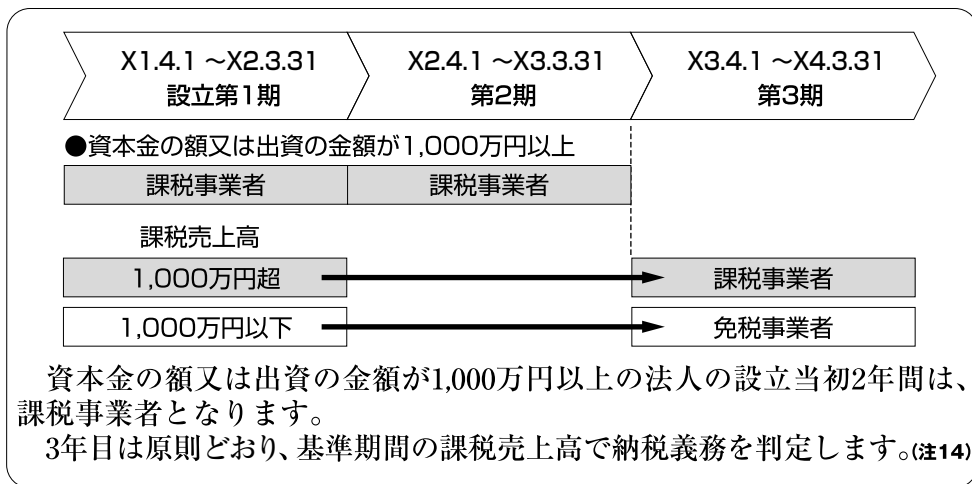 X1.4.1 ～X2.3.31 X2.4.1 ～X3.3.31 X3.4.1 ～X4.3.31
設立第1期 第2期 第3期
●資本金の額又は出資の金額が1,000万円以上
課税事業者 課税事業者
課税売上高
1,000万円超 課税事業者
1,000万円以下 免税事業者
資本金の額又は出資の金額が1,000万円以上の法人の設立当初2年間は、
課税事業者となります。
3年目は原則どおり、基準期間の課税売上高で納税義務を判定します。(注14)